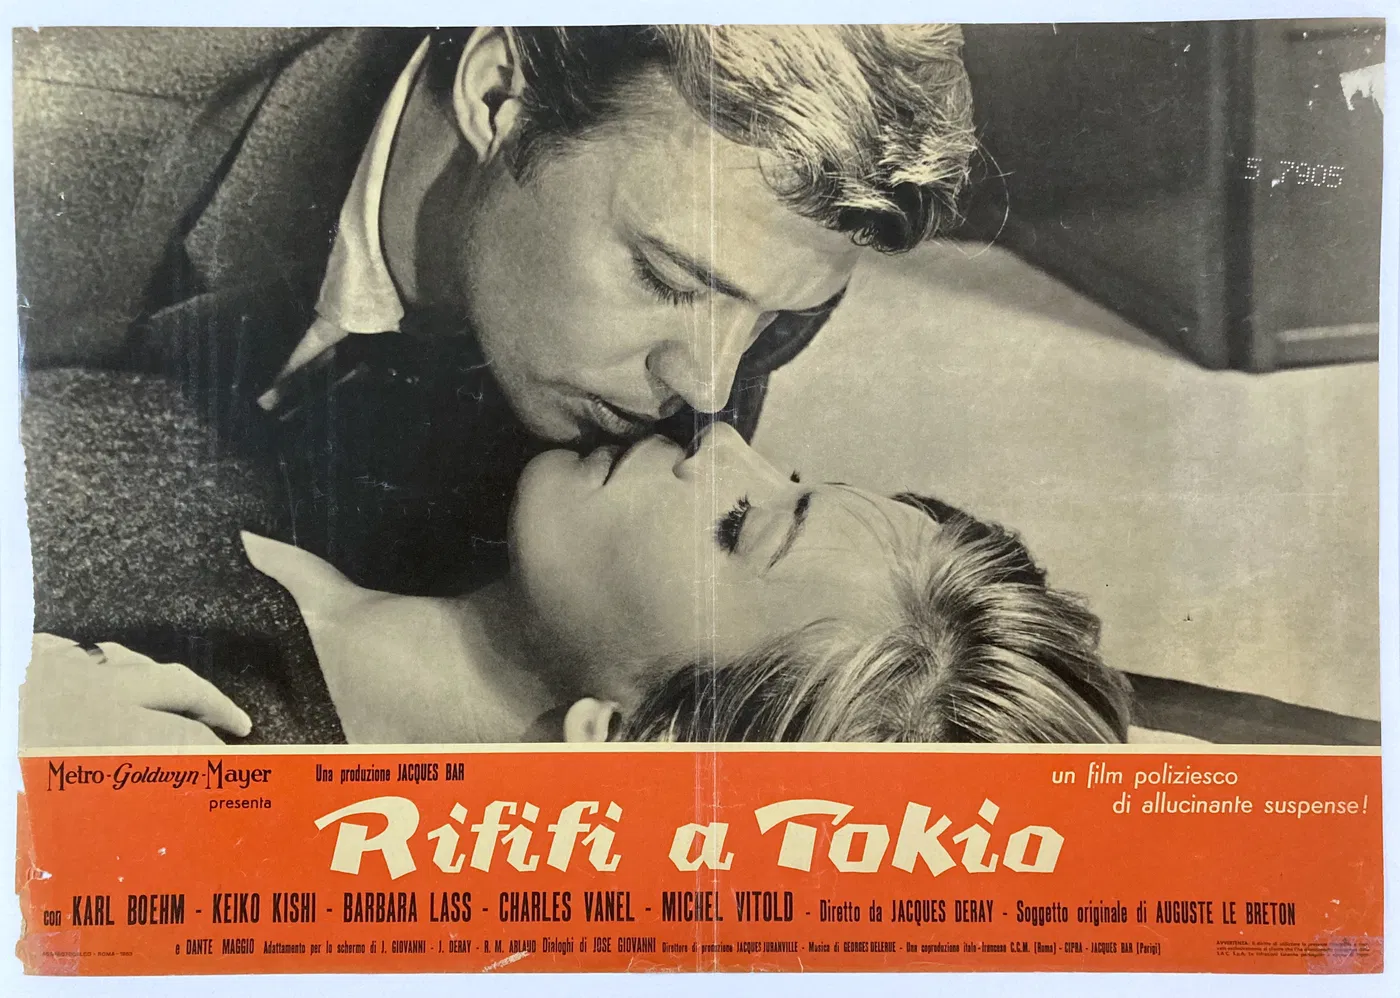 5 7905
Metro-Goldwyn-Mayer
presenta
Una produzione JACQUES BAR
un film poliziesco
di allucinante suspense!
Rififi a Tokio
con KARL BOEHM - KEIKO KISHI - BARBARA LASS - CHARLES VANEL - MICHEL VITOLD - Diretto da JACQUES DERAY - Soggetto originale di AUGUSTE LE BRETON
e DANTE MAGGIO Adattamento per lo schermo di J. GIOVANNI - J. DERAY - R. M. ARLAUD Dialoghi di JOSE GIOVANNI Direttore di produzione JACQUES JURANVILLE - Musica di GEORGES DELERUE - Una coproduzione italo-francese C.C.M. (Roma) - CIPRA - JACQUES BAR (Parigi)
ROMA
AVVERTENZA: